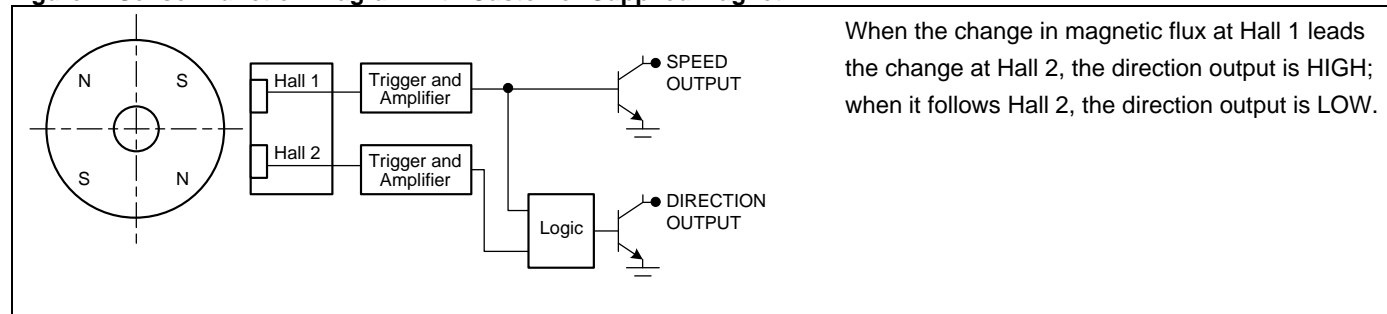 N
S
S
N
Hall 1
Hall 2
Trigger and
Amplifier
Trigger and
Amplifier
Logic
SPEED
OUTPUT
DIRECTION
OUTPUT
When the change in magnetic flux at Hall 1 leads
the change at Hall 2, the direction output is HIGH;
when it follows Hall 2, the direction output is LOW.